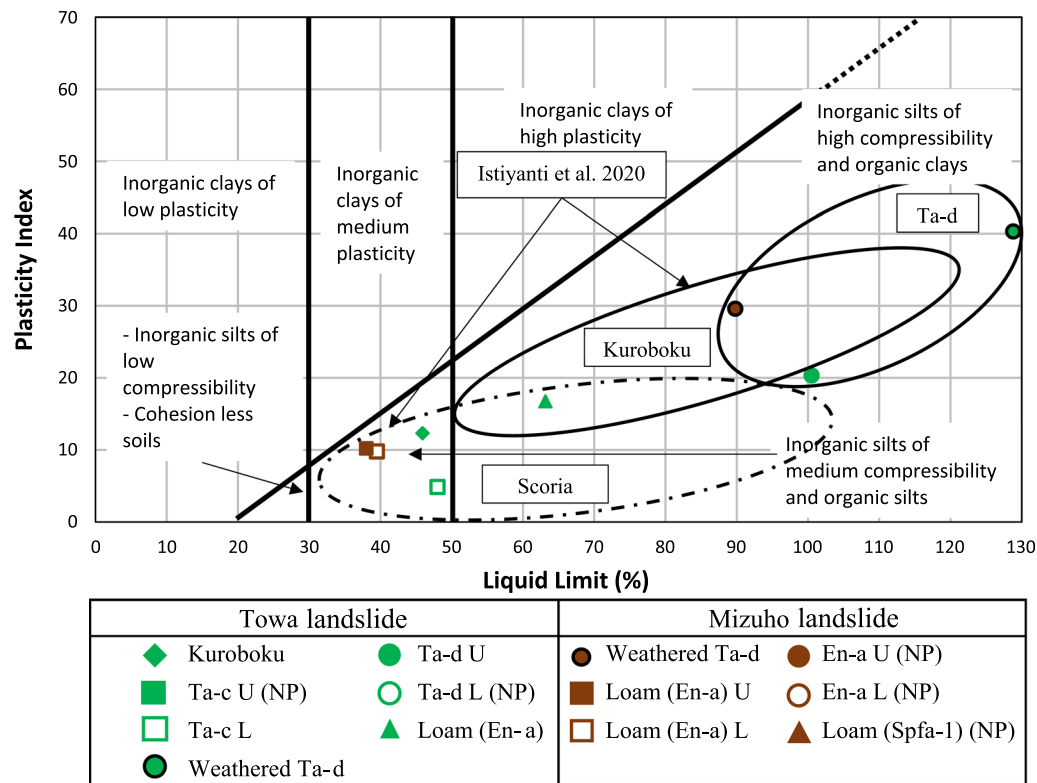 70
60
50
40
30
20
10
0
Plasticity Index
Inorganic clays of
low plasticity
Inorganic
clays of
medium
plasticity
Inorganic clays of
high plasticity
Istiyanti et al. 2020
Inorganic silts of
high compressibility
and organic clays
Ta-d
- Inorganic silts of
low
compressibility
- Cohesion less
soils
Kuroboku
Scoria
Inorganic silts of
medium compressibility
and organic silts
0 10 20 30 40 50 60 70 80 90 100 110 120 130
Liquid Limit (%)
Towa landslide
Kuroboku
Ta-c U (NP)
Ta-c L
Weathered Ta-d
Ta-d U
Ta-d L (NP)
Loam (En-a)
Mizuho landslide
Weathered Ta-d
Loam (En-a) U
Loam (En-a) L
En-a U (NP)
En-a L (NP)
Loam (Spfa-1) (NP)